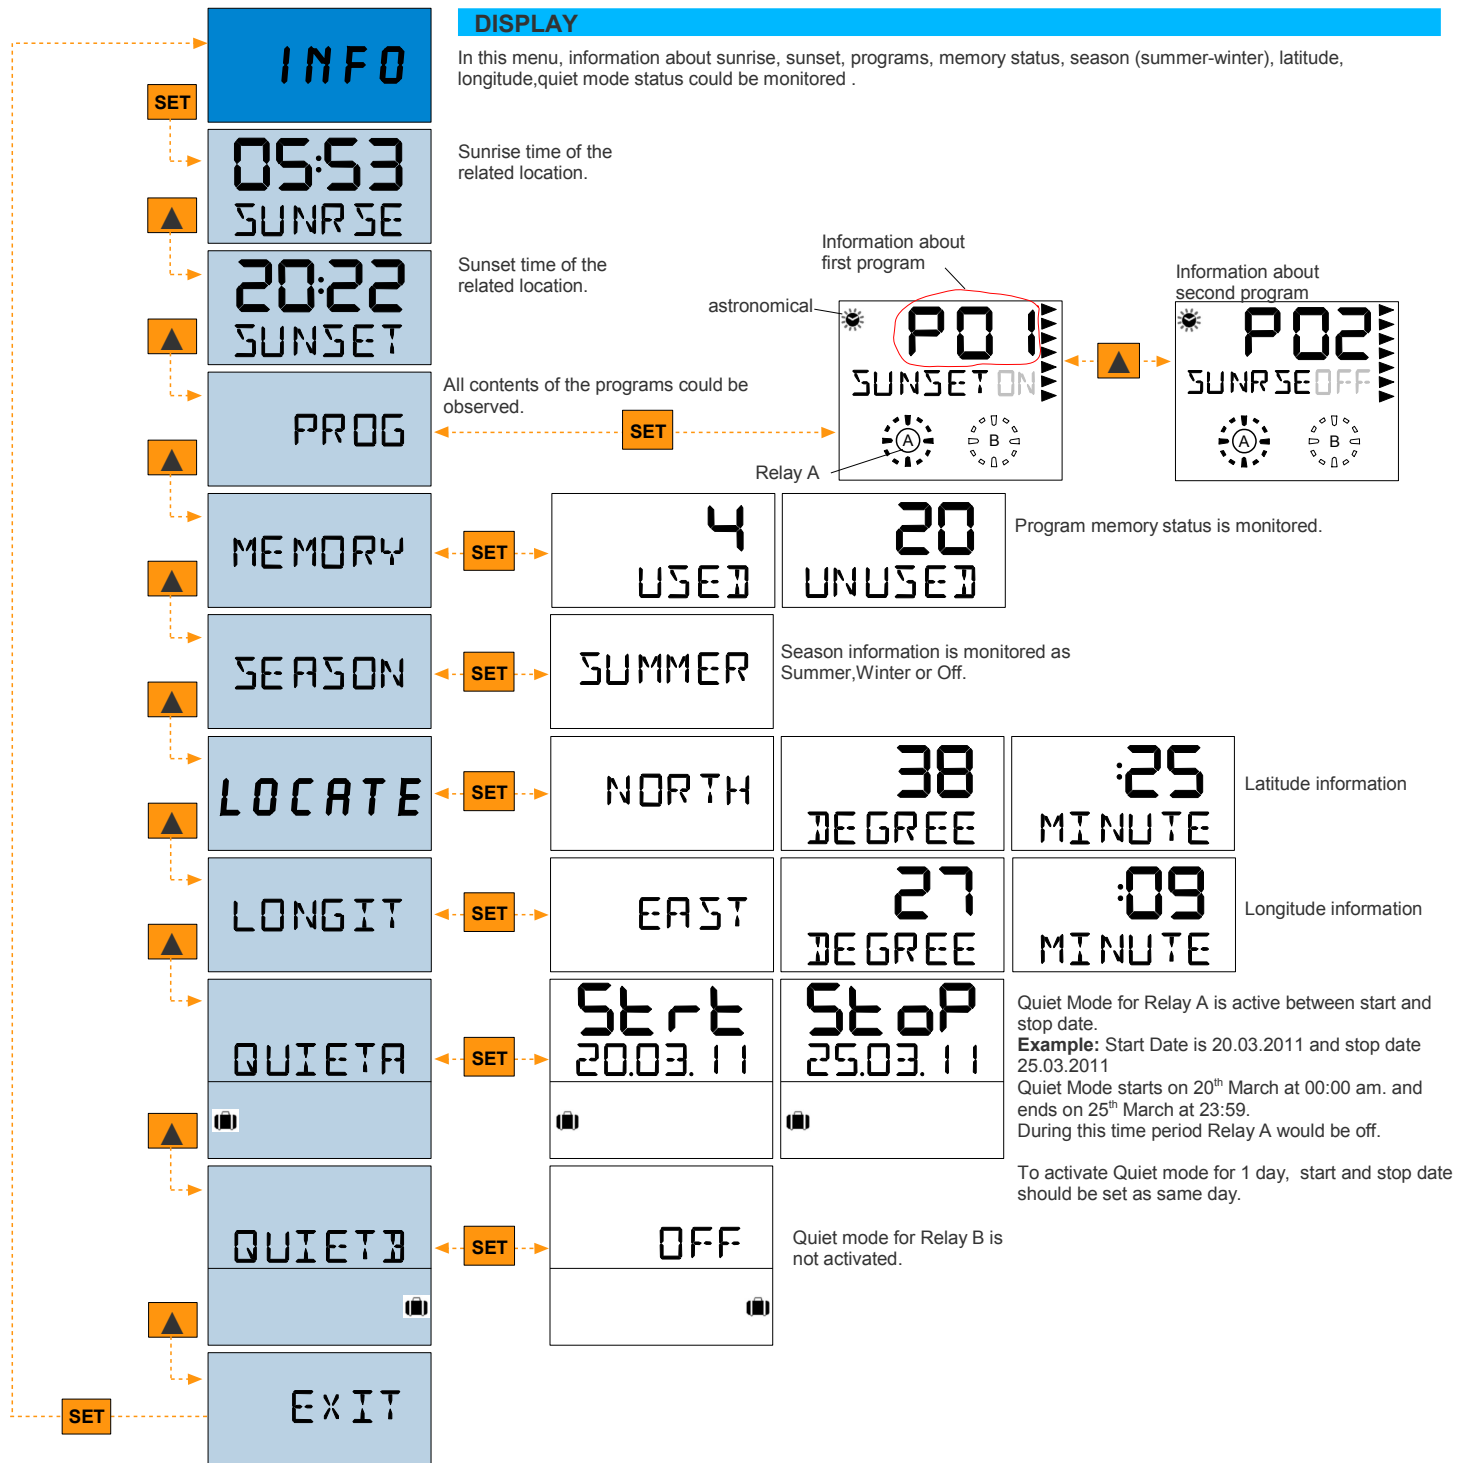 INFO
DISPLAY
In this menu, information about sunrise, sunset, programs, memory status, season (summer-winter), latitude,
longitude,quiet mode status could be monitored .
SET
05:53
SUNRSE
Sunrise time of the
related location.
▲
20:22
SUNSET
Sunset time of the
related location.
▲
Information about
first program
astronomical
P01
SUNSET ON
A
B
Relay A
▲
Information about
second program
P02
SUNRSE OFF
A
B
PROG
All contents of the programs could be
observed.
SET
▲
MEMORY
SET
4
USED
20
UNUSED
Program memory status is monitored.
▲
SEASON
SET
SUMMER
Season information is monitored as
Summer,Winter or Off.
▲
LOCATE
SET
NORTH
38
DEGREE
:25
MINUTE
Latitude information
▲
LONGIT
SET
EAST
27
DEGREE
:09
MINUTE
Longitude information
▲
QUIETA
SET
Strt
20.03.11
StoP
25.03.11
Quiet Mode for Relay A is active between start and
stop date.
Example: Start Date is 20.03.2011 and stop date
25.03.2011
Quiet Mode starts on 20th March at 00:00 am. and
ends on 25th March at 23:59.
During this time period Relay A would be off.
To activate Quiet mode for 1 day, start and stop date
should be set as same day.
▲
QUIETB
SET
OFF
Quiet mode for Relay B is
not activated.
▲
EXIT
SET